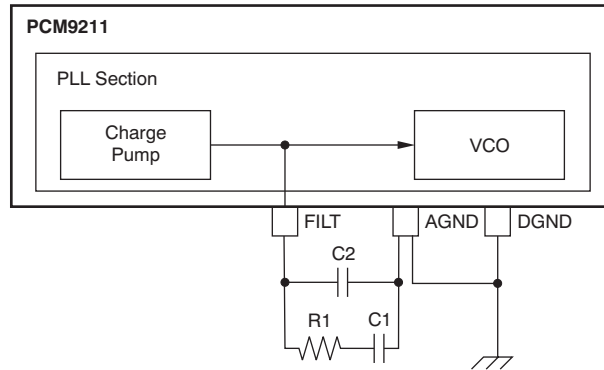 PCM9211
PLL Section
Charge
Pump
VCO
FILT
AGND
DGND
C2
R1
C1